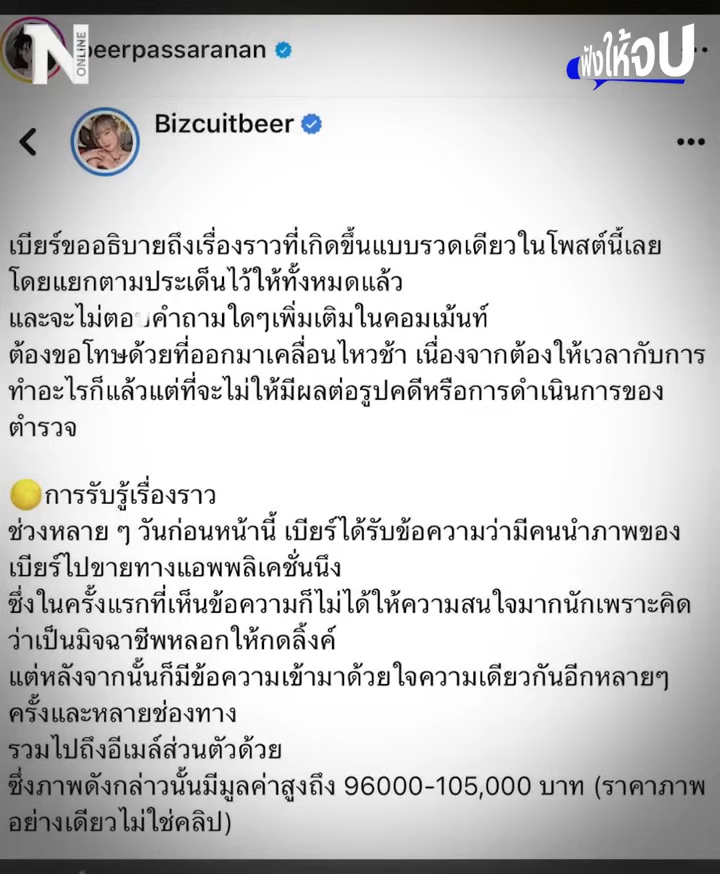 N ONLINE
beerpassaranan
ฟังให้จบ
Bizcuitbeer
เบียร์ขออธิบายถึงเรื่องราวที่เกิดขึ้นแบบรวดเดียวในโพสต์นี้เลย
โดยแยกตามประเด็นไว้ให้ทั้งหมดแล้ว
และจะไม่ตอบคำถามใดๆเพิ่มเติมในคอมเม้นท์
ต้องขอโทษด้วยที่ออกมาเคลื่อนไหวช้า เนื่องจากต้องให้เวลากับการ
ทำอะไรก็แล้วแต่ที่จะไม่ให้มีผลต่อรูปคดีหรือการดำเนินการของ
ตำรวจ
🟡การรับรู้เรื่องราว
ช่วงหลาย ๆ วันก่อนหน้านี้ เบียร์ได้รับข้อความว่ามีคนนำภาพของ
เบียร์ไปขายทางแอพพลิเคชั่นนึง
ซึ่งในครั้งแรกที่เห็นข้อความก็ไม่ได้ให้ความสนใจมากนักเพราะคิด
ว่าเป็นมิจฉาชีพหลอกให้กดลิ้งค์
แต่หลังจากนั้นก็มีข้อความเข้ามาด้วยใจความเดียวกันอีกหลายๆ
ครั้งและหลายช่องทาง
รวมไปถึงอีเมล์ส่วนตัวด้วย
ซึ่งภาพดังกล่าวนั้นมีมูลค่าสูงถึง 96000-105,000 บาท (ราคาภาพ
อย่างเดียวไม่ใช่คลิป)